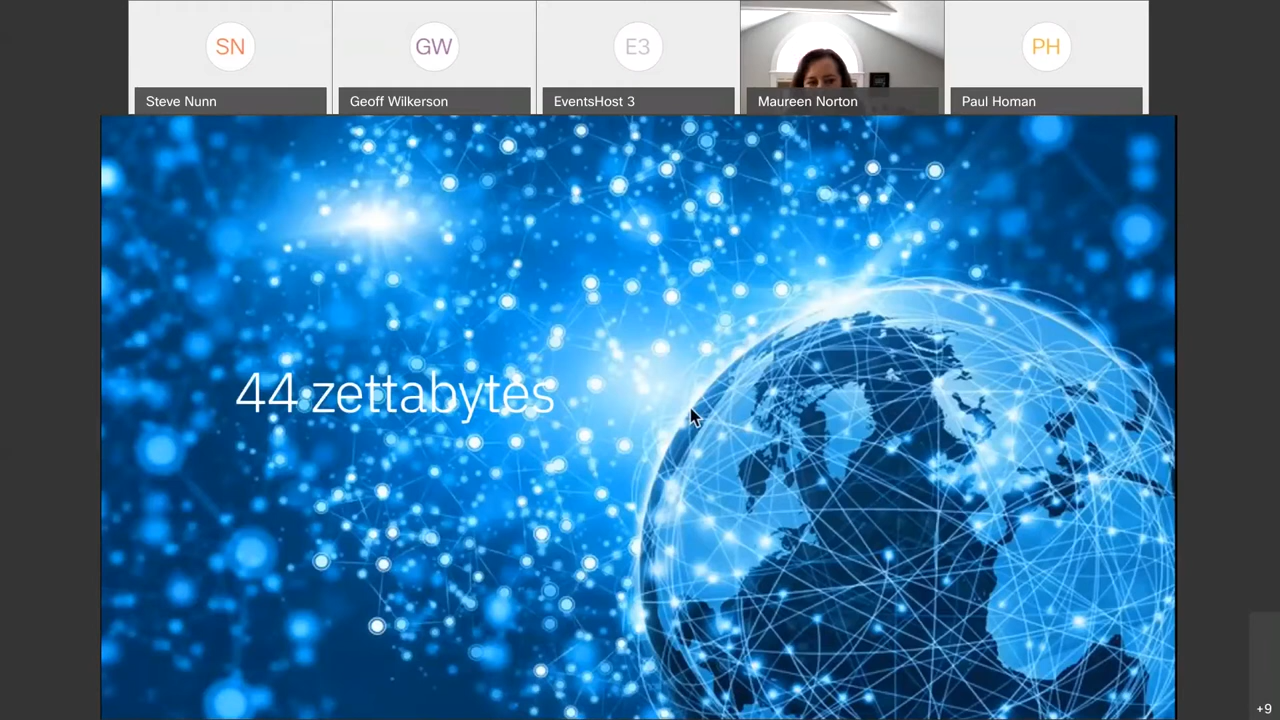 SN
GW
E3
PH
Steve Nunn
Geoff Wilkerson
EventsHost 3
Maureen Norton
Paul Homan
44 zettabytes
+9